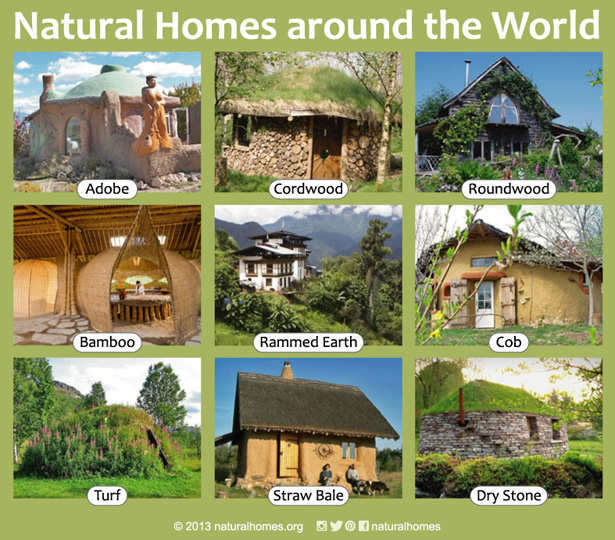 Natural Homes around the World
Adobe
Cordwood
Roundwood
Bamboo
Rammed Earth
Cob
Turf
Straw Bale
Dry Stone
© 2013 naturalhomes.org naturalhomes